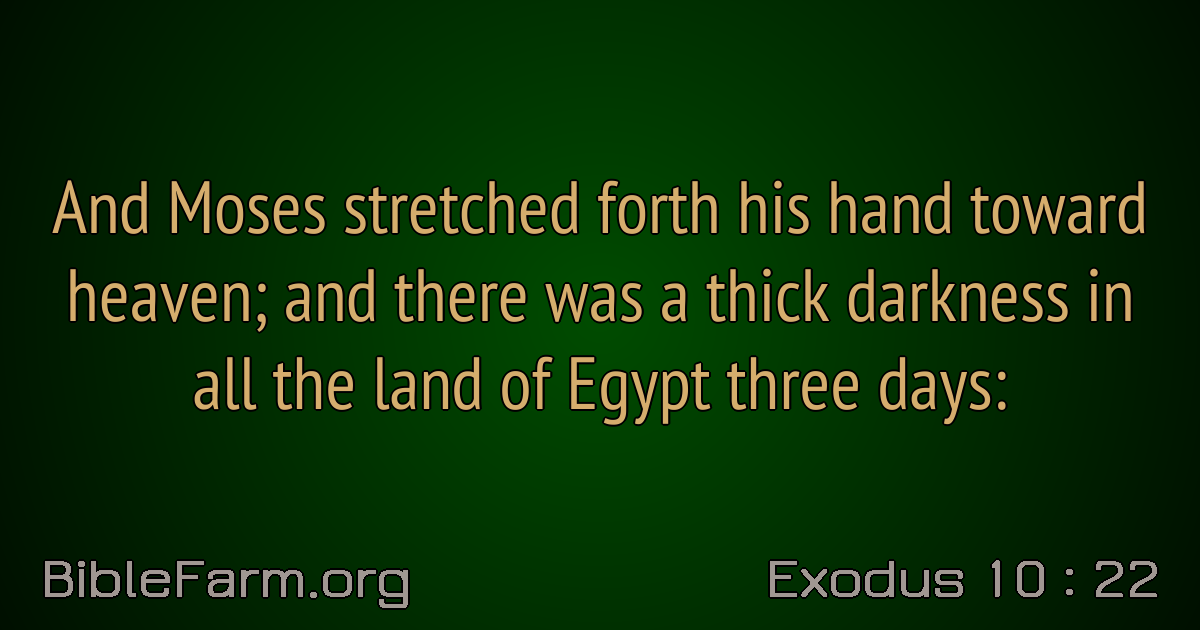 And Moses stretched forth his hand toward
heaven; and there was a thick darkness in
all the land of Egypt three days:
BibleFarm.org
Exodus 10 : 22